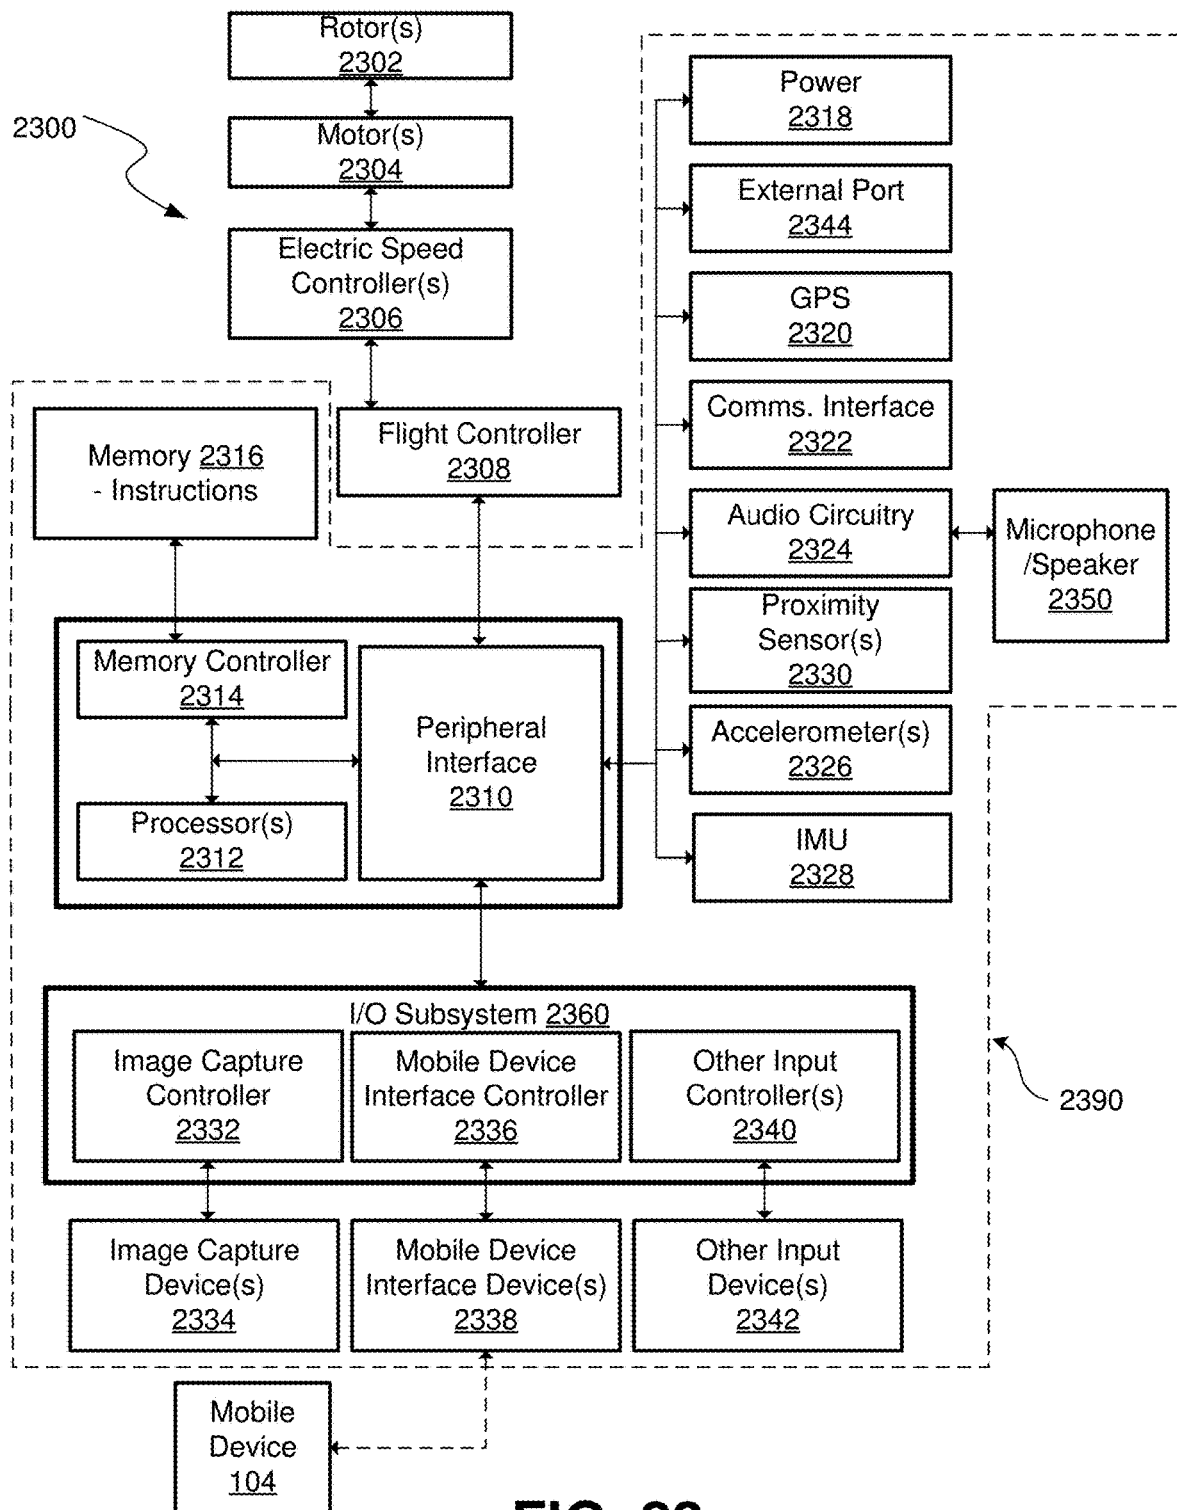 Rotor(s)
2302
2300
Motor(s)
2304
Electric Speed
Controller(s)
2306
Flight Controller
2308
Memory 2316
- Instructions
Memory Controller
2314
Processor(s)
2312
Peripheral
Interface
2310
Power
2318
External Port
2344
GPS
2320
Comms. Interface
2322
Audio Circuitry
2324
Microphone
/Speaker
2350
Proximity
Sensor(s)
2330
Accelerometer(s)
2326
IMU
2328
I/O Subsystem 2360
Image Capture
Controller
2332
Mobile Device
Interface Controller
2336
Other Input
Controller(s)
2340
2390
Image Capture
Device(s)
2334
Mobile Device
Interface Device(s)
2338
Other Input
Device(s)
2342
Mobile
Device
104
FIG.